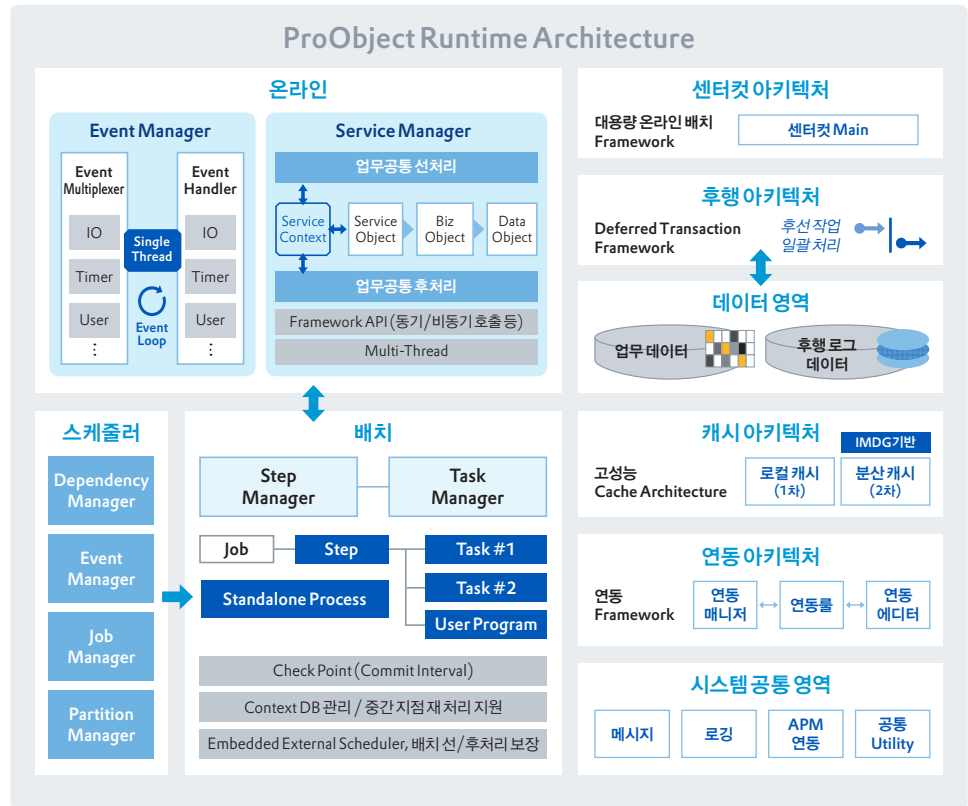 ProObject Runtime Architecture
온라인
Event Manager
Event
Multiplexer
IO
Timer
User
⋮
Single
Thread
Event
Loop
Event
Handler
IO
Timer
User
⋮
Service Manager
업무공통 선처리
Service
Context
Service
Object
Biz
Object
Data
Object
업무공통 후처리
Framework API (동기/비동기 호출 등)
Multi-Thread
스케줄러
Dependency
Manager
Event
Manager
Job
Manager
Partition
Manager
배치
Step
Manager
Task
Manager
Job
Step
Task #1
Task #2
User Program
Standalone Process
Check Point (Commit Interval)
Context DB 관리 / 중간 지점 재 처리 지원
Embedded External Scheduler, 배치 선/후처리 보장
센터컷 아키텍처
대용량 온라인 배치
Framework
센터컷 Main
후행 아키텍처
Deferred Transaction
Framework
후선 작업
일괄 처리
데이터 영역
업무 데이터
후행 로그
데이터
캐시 아키텍처
IMDG기반
고성능
Cache Architecture
로컬 캐시
(1차)
분산 캐시
(2차)
연동 아키텍처
연동
Framework
연동
매니저
연동룰
연동
에디터
시스템 공통 영역
메시지
로깅
APM
연동
공통
Utility